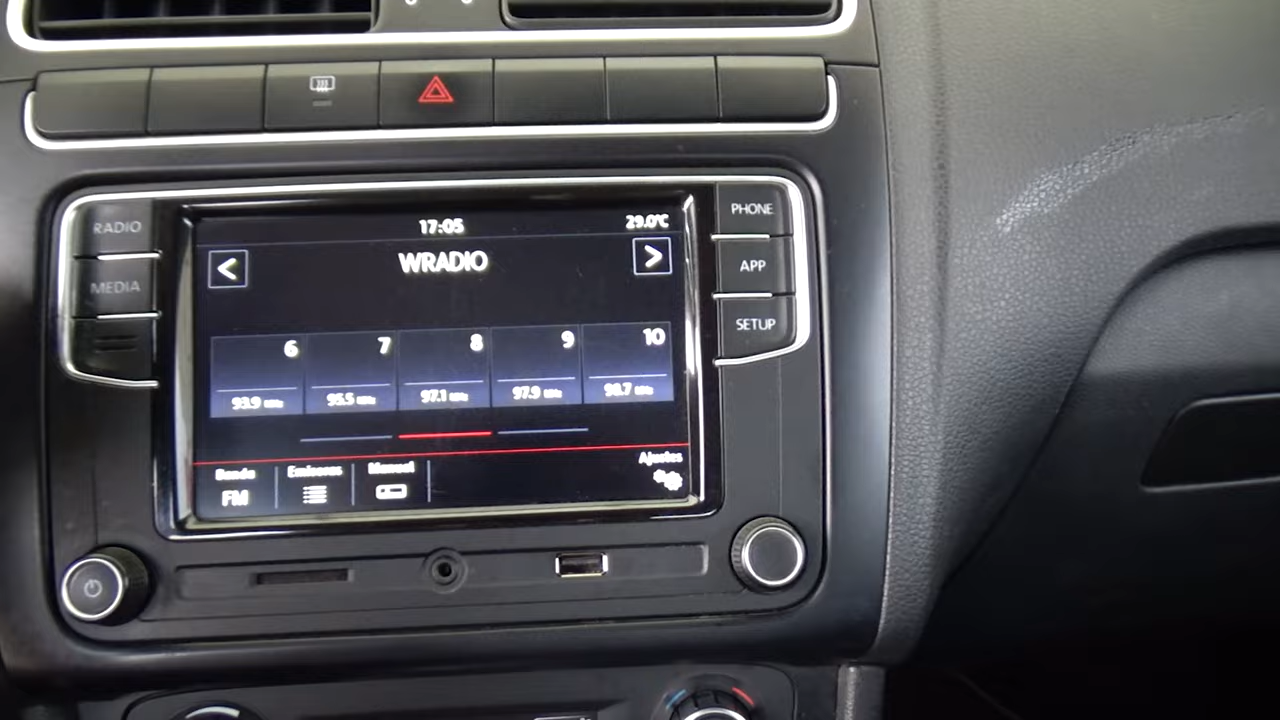 RADIO
MEDIA
17:05
29.0°C
<
WRADIO
>
6 7 8 9 10
93.9 MHz 95.5 MHz 97.1 MHz 97.9 MHz 98.7 MHz
Banda Emisoras Manual Ajustes
FM
PHONE
APP
SETUP